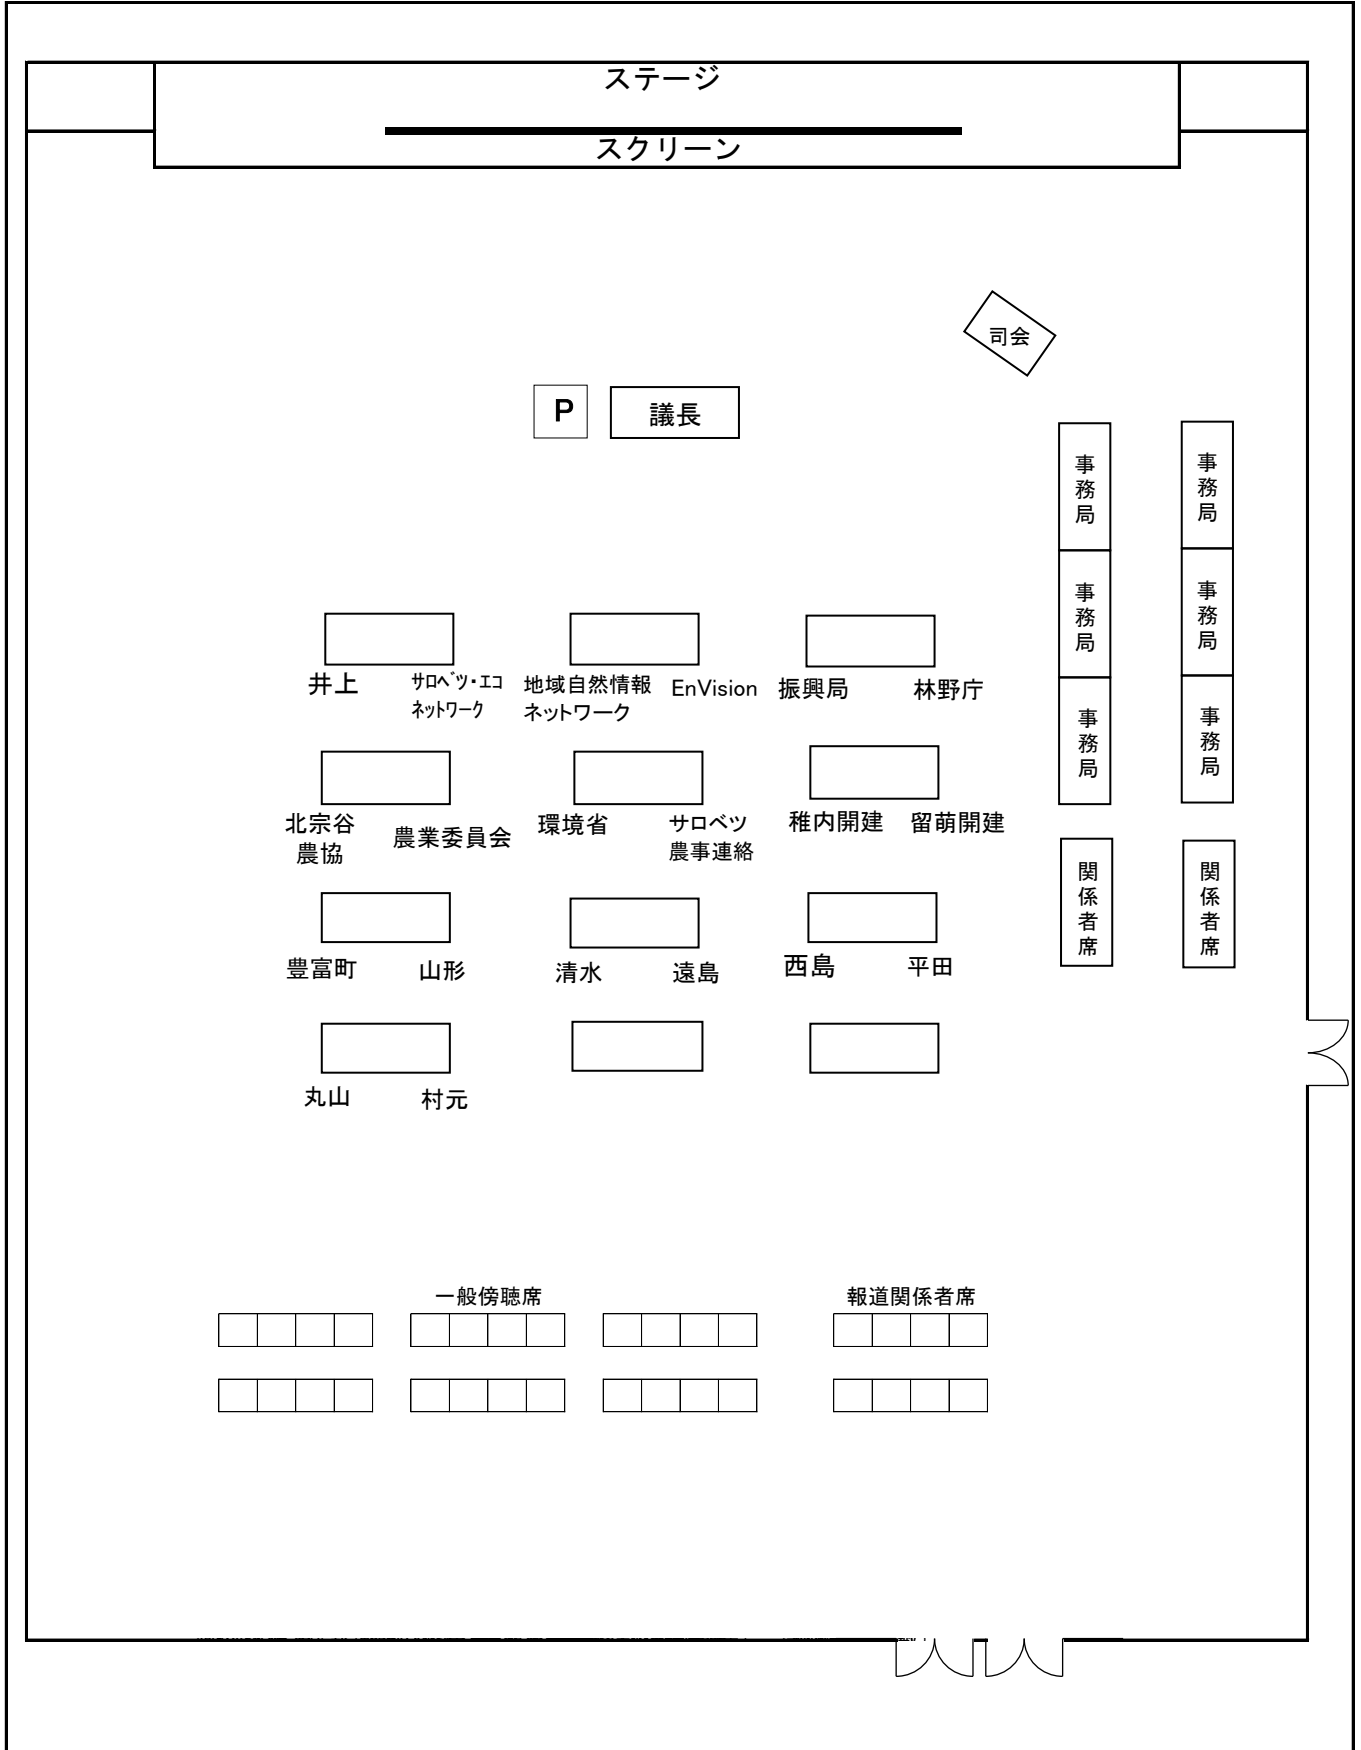 ステージ
スクリーン
司会
P
議長
事務局
事務局
事務局
事務局
事務局
事務局
井上
サロベツ・エコ
ネットワーク
地域自然情報
ネットワーク
EnVision
振興局
林野庁
北宗谷
農協
農業委員会
環境省
サロベツ
農事連絡
稚内開建
留萌開建
関係者席
関係者席
豊富町
山形
清水
遠島
西島
平田
丸山
村元
一般傍聴席
報道関係者席